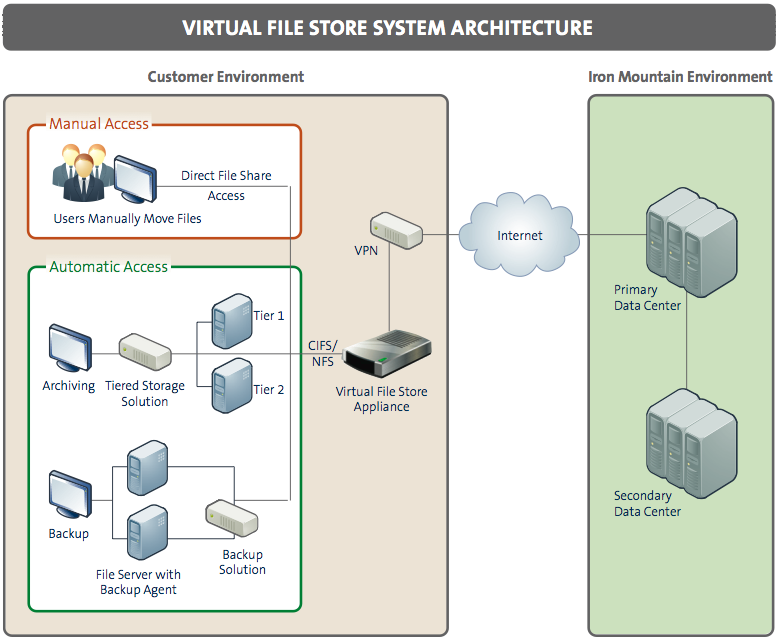 VIRTUAL FILE STORE SYSTEM ARCHITECTURE
Customer Environment
Iron Mountain Environment
Manual Access
Direct File Share
Access
Users Manually Move Files
VPN
Internet
Primary
Data Center
Automatic Access
Tier 1
Archiving
Tiered Storage
Solution
Tier 2
CIFS/
NFS
Virtual File Store
Appliance
Backup
File Server with
Backup Agent
Backup
Solution
Secondary
Data Center